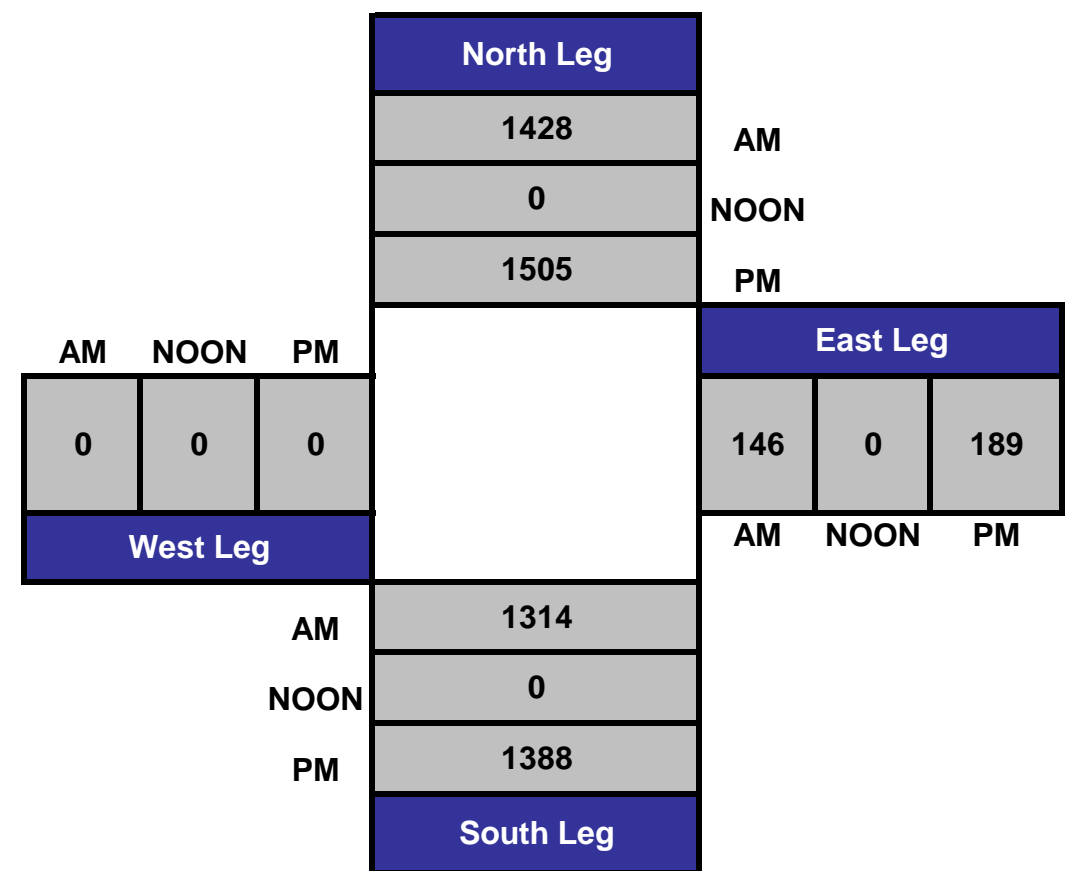 North Leg
1428
AM
0
NOON
1505
PM
East Leg
AM NOON PM
0 0 0
146 0 189
West Leg
AM NOON PM
1314
AM
0
NOON
1388
PM
South Leg